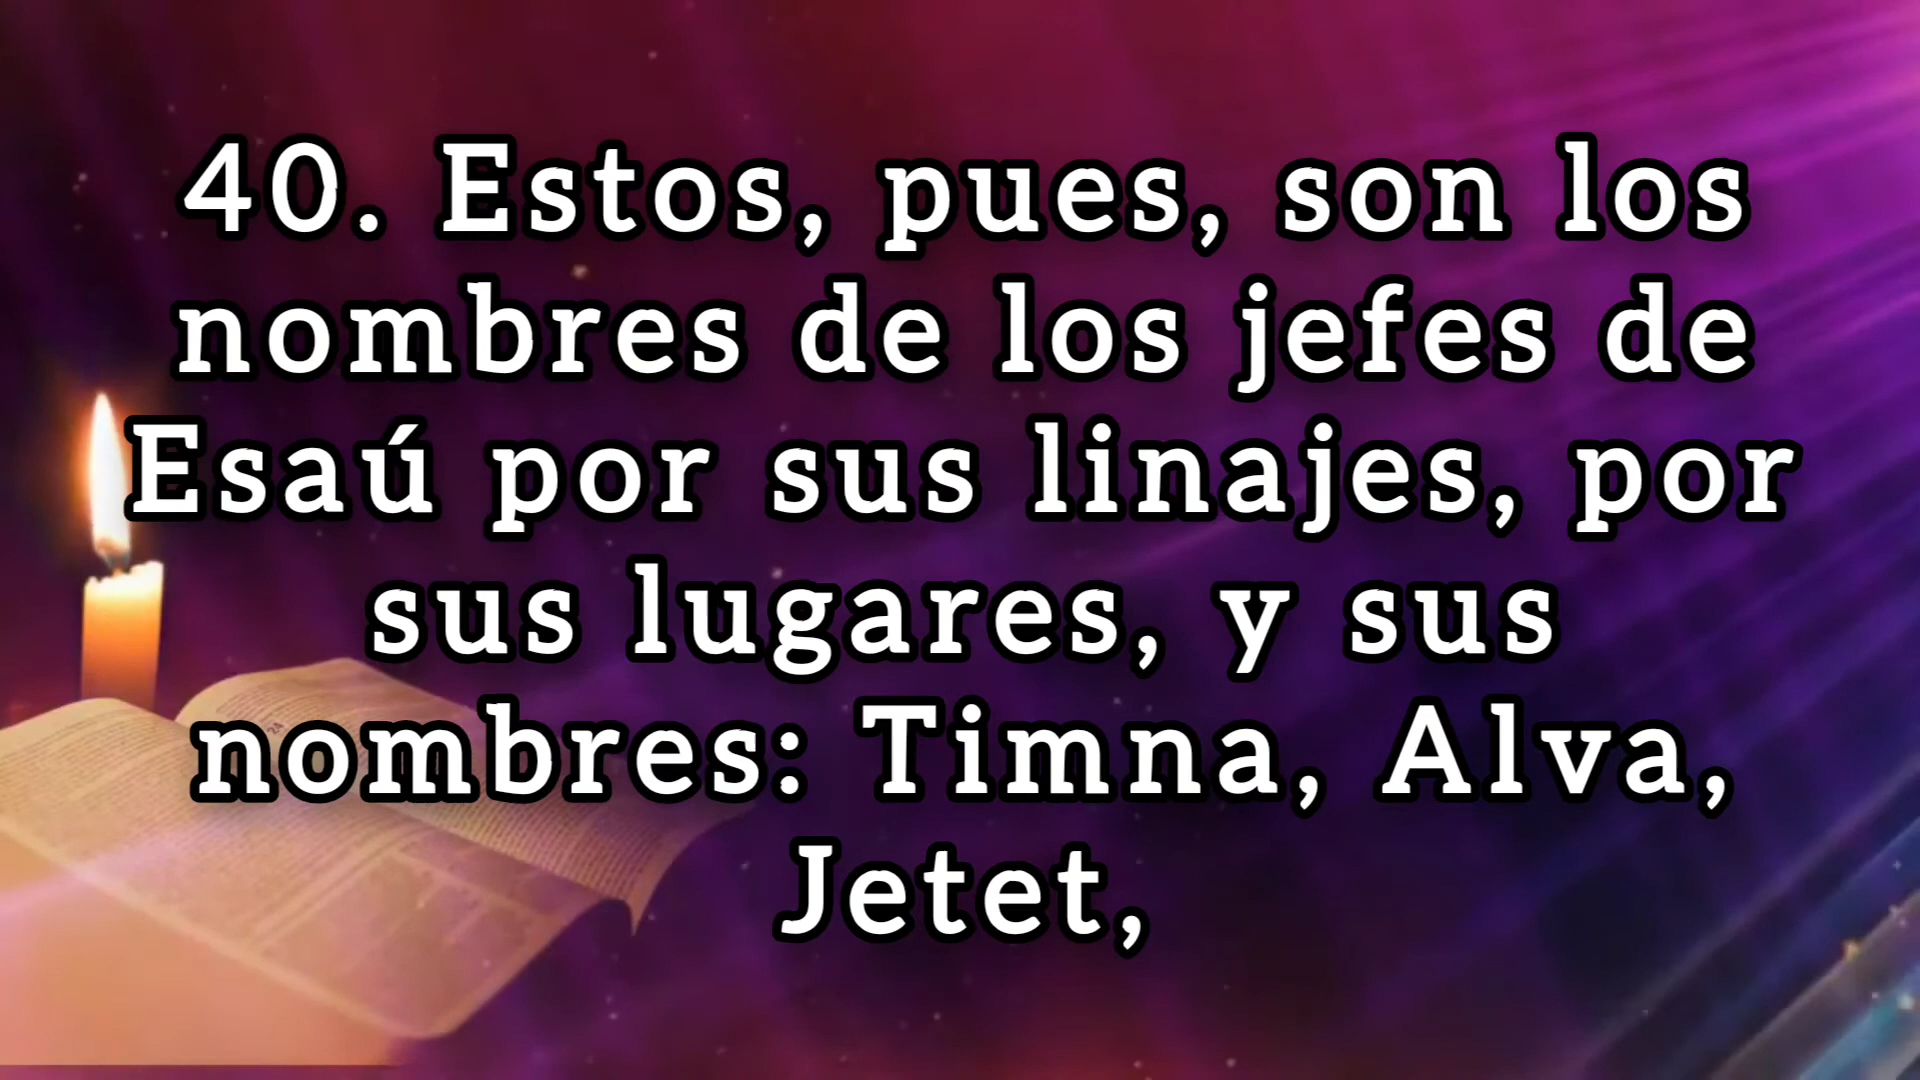 40. Estos, pues, son los
nombres de los jefes de
Esaú por sus linajes, por
sus lugares, y sus
nombres: Timna, Alva,
Jetet,